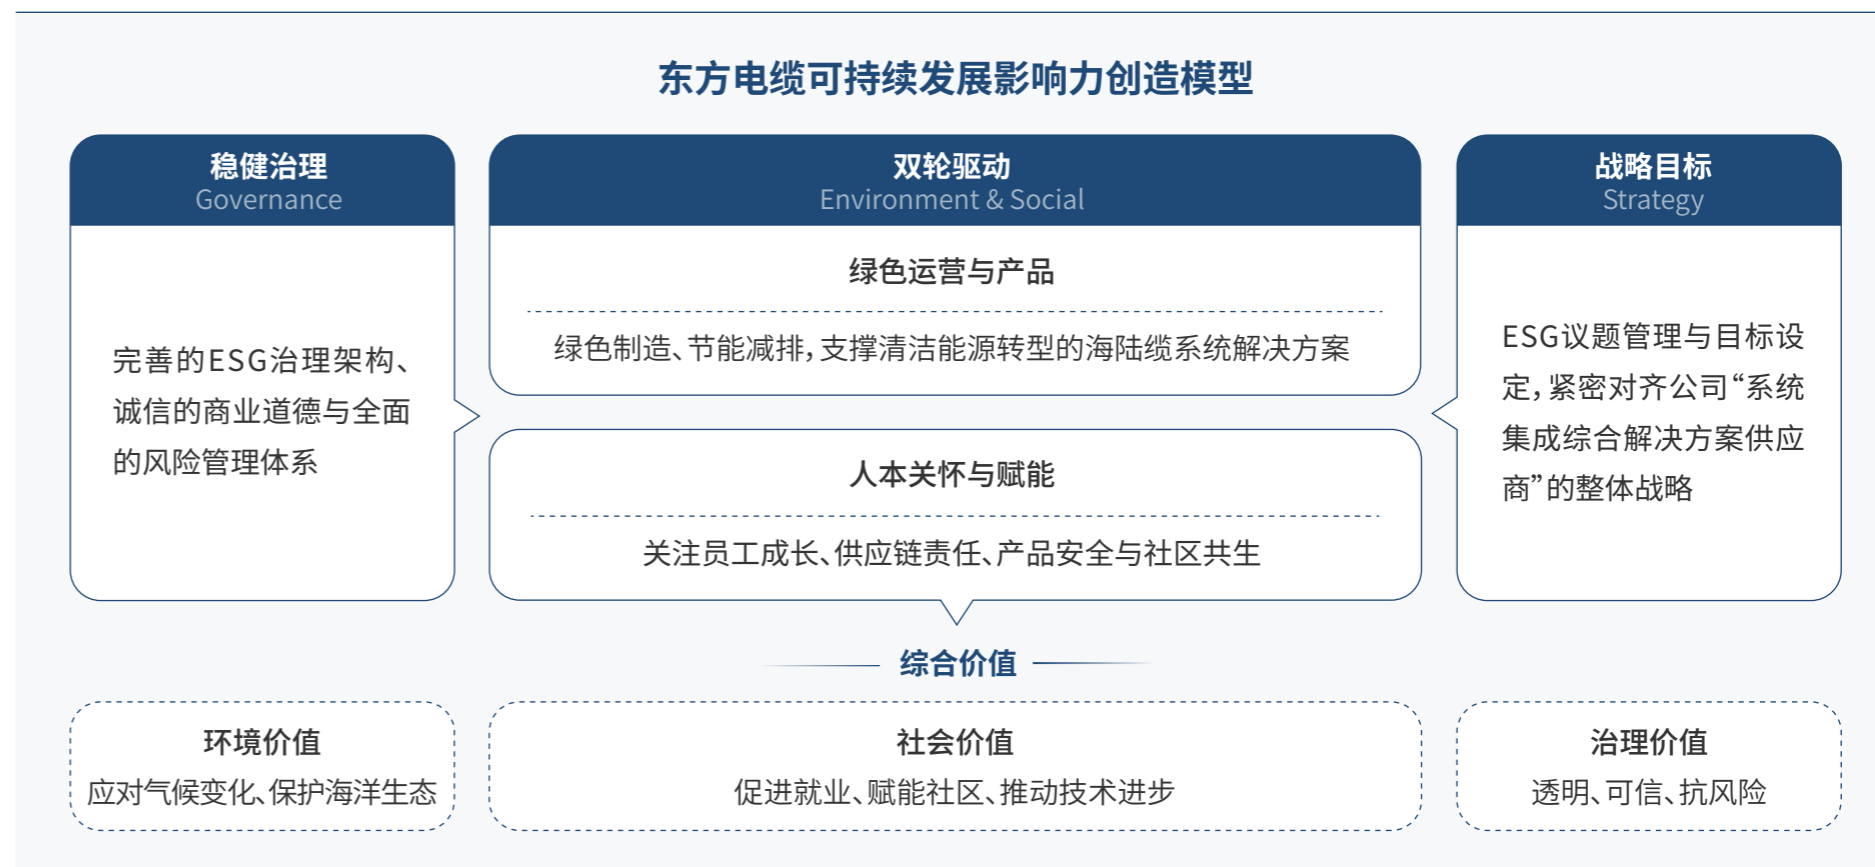 东方电缆可持续发展影响力创造模型
稳健治理
Governance
完善的ESG治理架构、
诚信的商业道德与全面
的风险管理体系
双轮驱动
Environment & Social
绿色运营与产品
绿色制造、节能减排，支撑清洁能源转型的海陆缆系统解决方案
人本关怀与赋能
关注员工成长、供应链责任、产品安全与社区共生
战略目标
Strategy
ESG议题管理与目标设
定，紧密对齐公司“系统
集成综合解决方案供应
商”的整体战略
综合价值
环境价值
应对气候变化、保护海洋生态
社会价值
促进就业、赋能社区、推动技术进步
治理价值
透明、可信、抗风险